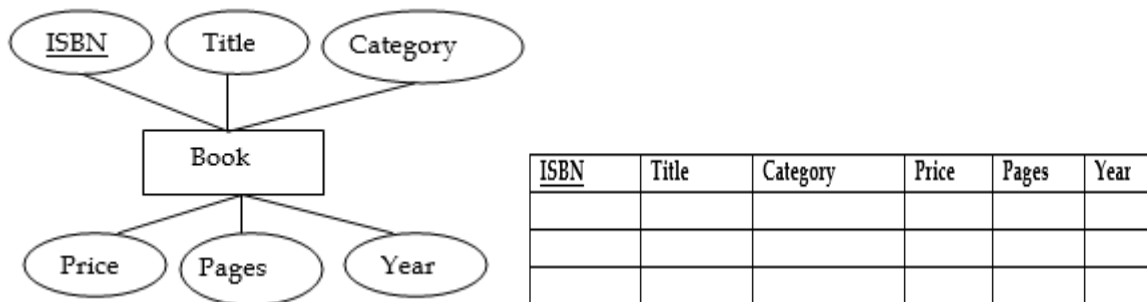 ISBN Title Category
Book
Price Pages Year
ISBN Title Category Price Pages Year